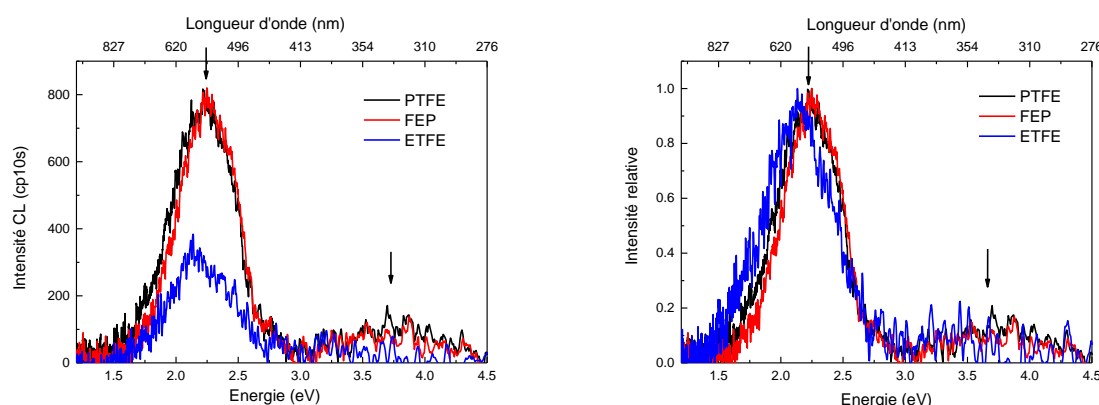 Longueur d'onde (nm)
827 620 496 413 354 310 276
800
600
400
200
0
Intensité CL (cp10s)
PTFE
FEP
ETFE
1.5 2.0 2.5 3.0 3.5 4.0 4.5
Energie (eV)
Longueur d'onde (nm)
827 620 496 413 354 310 276
1.0
0.8
0.6
0.4
0.2
0.0
Intensité relative
PTFE
FEP
ETFE
1.5 2.0 2.5 3.0 3.5 4.0 4.5
Energie (eV)